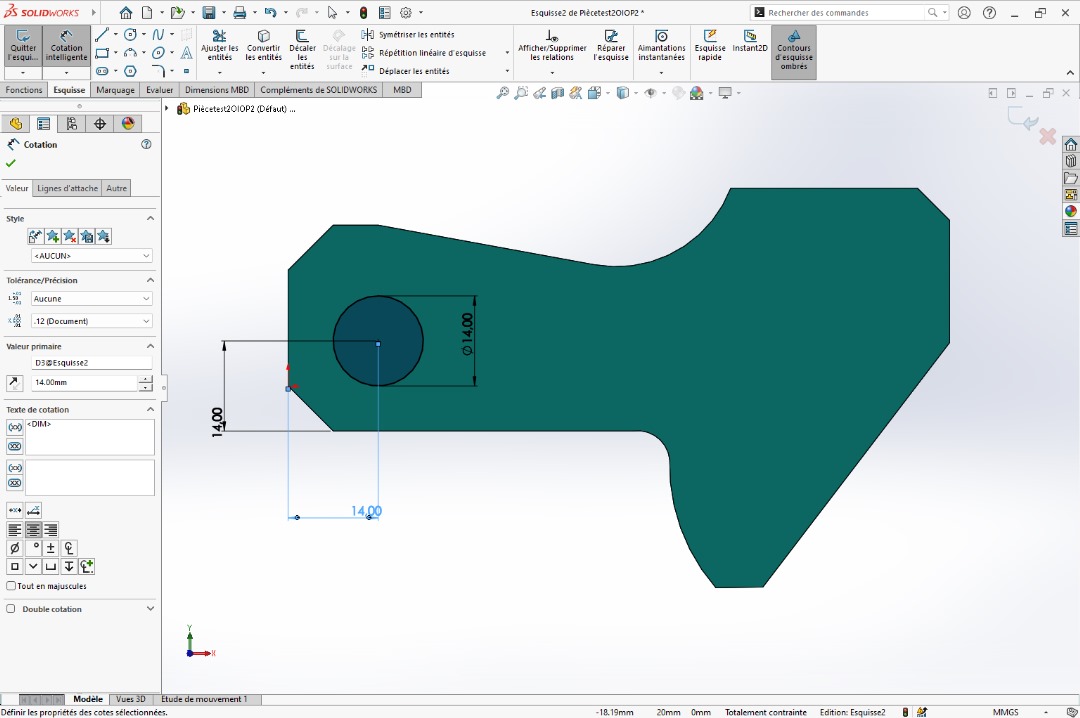 SOLIDWORKS
Esquisse2 de Piècetest2OIOP2 *
Rechercher des commandes
Quitter l'esqui...
Cotation intelligente
Ajuster les entités
Convertir les entités
Décaler les entités
Décalage sur la surface
Symétriser les entités
Répétition linéaire d'esquisse
Déplacer les entités
Afficher/Supprimer les relations
Réparer l'esquisse
Aimantations instantanées
Esquisse rapide
Instant2D
Contours d'esquisse ombrés
Fonctions
Esquisse
Marquage
Evaluer
Dimensions MBD
Compléments de SOLIDWORKS
MBD
Piècetest2OIOP2 (Défaut) ...
Cotation
Valeur
Lignes d'attache
Autre
Style
<AUCUN>
Tolérance/Précision
Aucune
.12 (Document)
Valeur primaire
D3@Esquisse2
14.00mm
Texte de cotation
<DIM>
Tout en majuscules
Double cotation
∅14,00
14,00
14,00
Y
X
Modèle
Vues 3D
Etude de mouvement 1
Définir les propriétés des cotes sélectionnées.
-18.19mm
20mm
0mm
Totalement contrainte
Edition: Esquisse2
MMGS